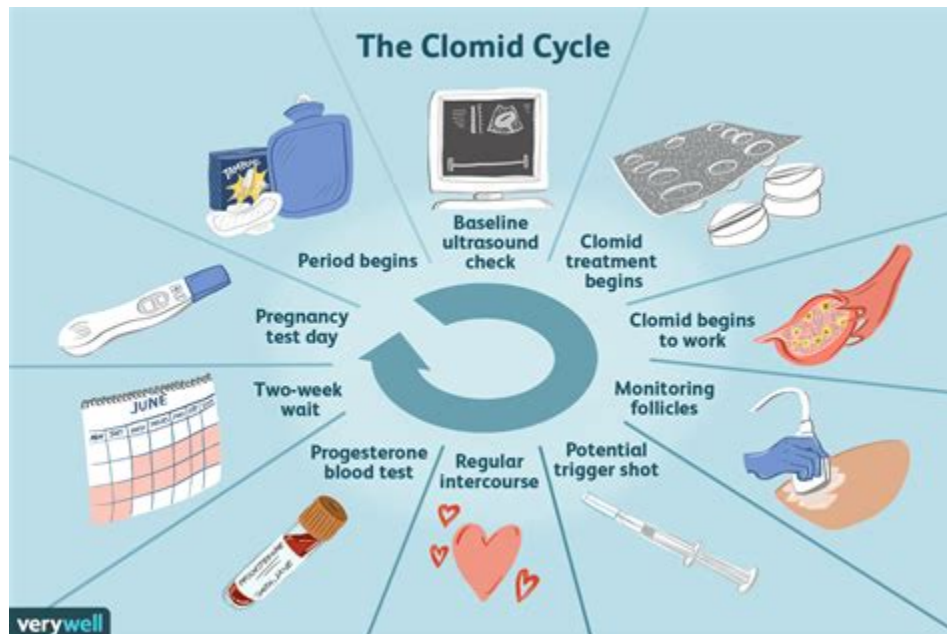 The Clomid Cycle
Period begins
Baseline
ultrasound
check
Clomid
treatment
begins
Clomid begins
to work
Monitoring
follicles
Potential
trigger shot
Regular
intercourse
Progesterone
blood test
Two-week
wait
Pregnancy
test day
JUNE
verywell